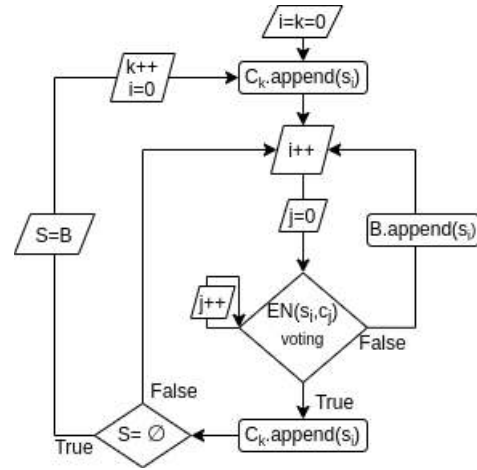 i=k=0
k++
i=0
Cₖ.append(sᵢ)
i++
j=0
S=B
B.append(sᵢ)
j++
EN(sᵢ,cⱼ)
voting
False
True
False
Cₖ.append(sᵢ)
S= ∅
True